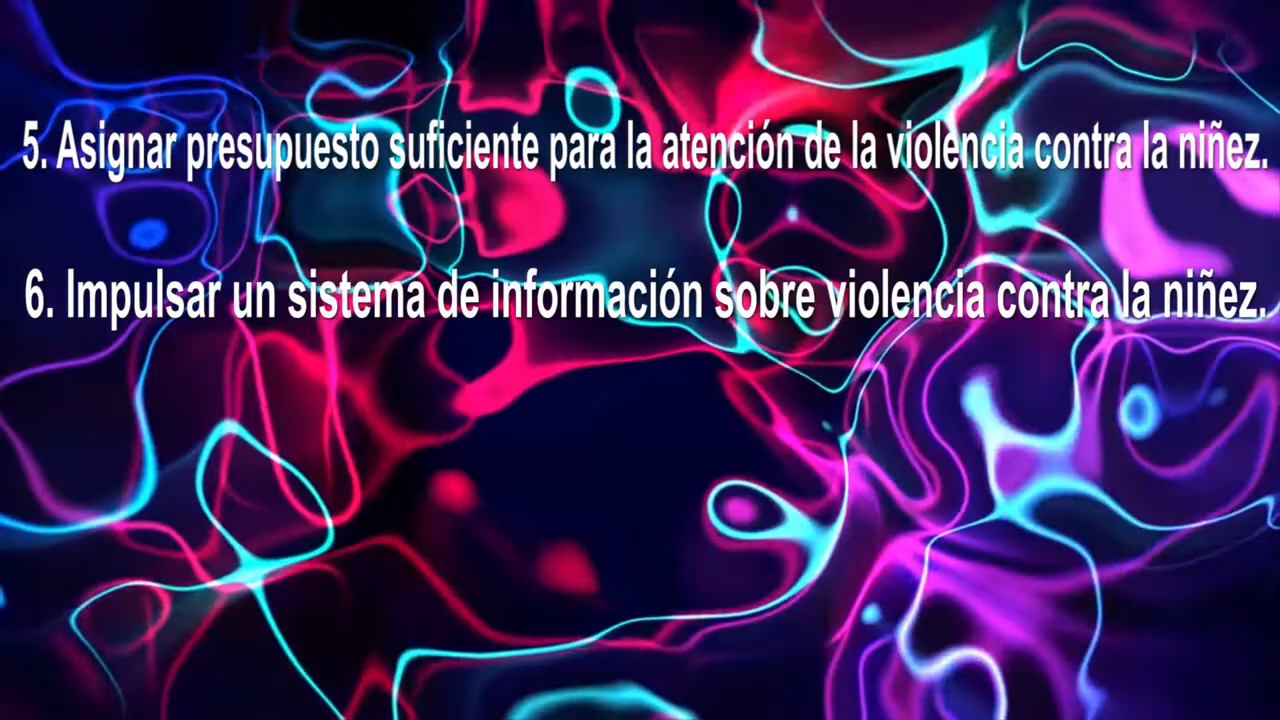 5. Asignar presupuesto suficiente para la atención de la violencia contra la niñez.
6. Impulsar un sistema de información sobre violencia contra la niñez.